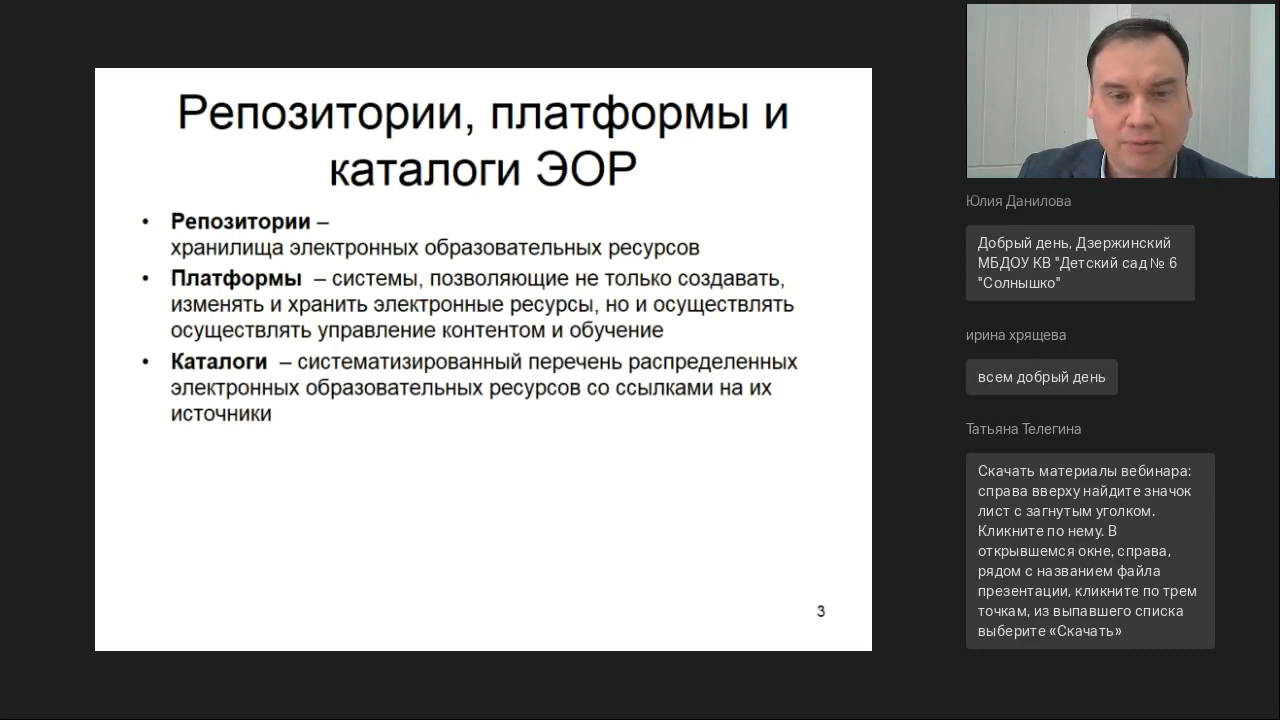 Репозитории, платформы и
каталоги ЭОР
• Репозитории –
хранилища электронных образовательных ресурсов
• Платформы – системы, позволяющие не только создавать,
изменять и хранить электронные ресурсы, но и осуществлять
осуществлять управление контентом и обучение
• Каталоги – систематизированный перечень распределенных
электронных образовательных ресурсов со ссылками на их
источники
3
Юлия Данилова
Добрый день, Дзержинский
МБДОУ КВ "Детский сад № 6
"Солнышко"
ирина хрящева
всем добрый день
Татьяна Телегина
Скачать материалы вебинара:
справа вверху найдите значок
лист с загнутым уголком.
Кликните по нему. В
открывшемся окне, справа,
рядом с названием файла
презентации, кликните по трем
точкам, из выпавшего списка
выберите «Скачать»